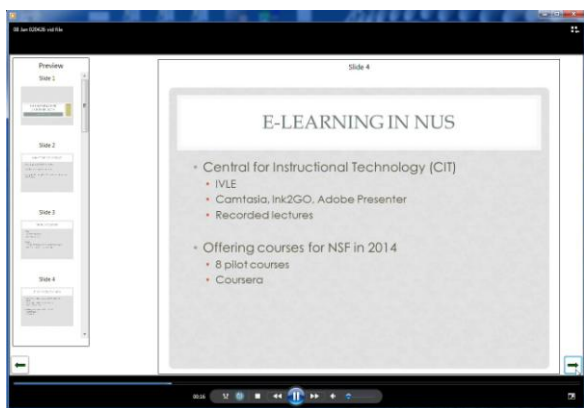 Preview
Slide 1
Slide 2
Slide 3
Slide 4
Slide 4
E-LEARNING IN NUS
• Central for Instructional Technology (CIT)
• IVLE
• Camtasia, Ink2GO, Adobe Presenter
• Recorded lectures
• Offering courses for NSF in 2014
• 8 pilot courses
• Coursera